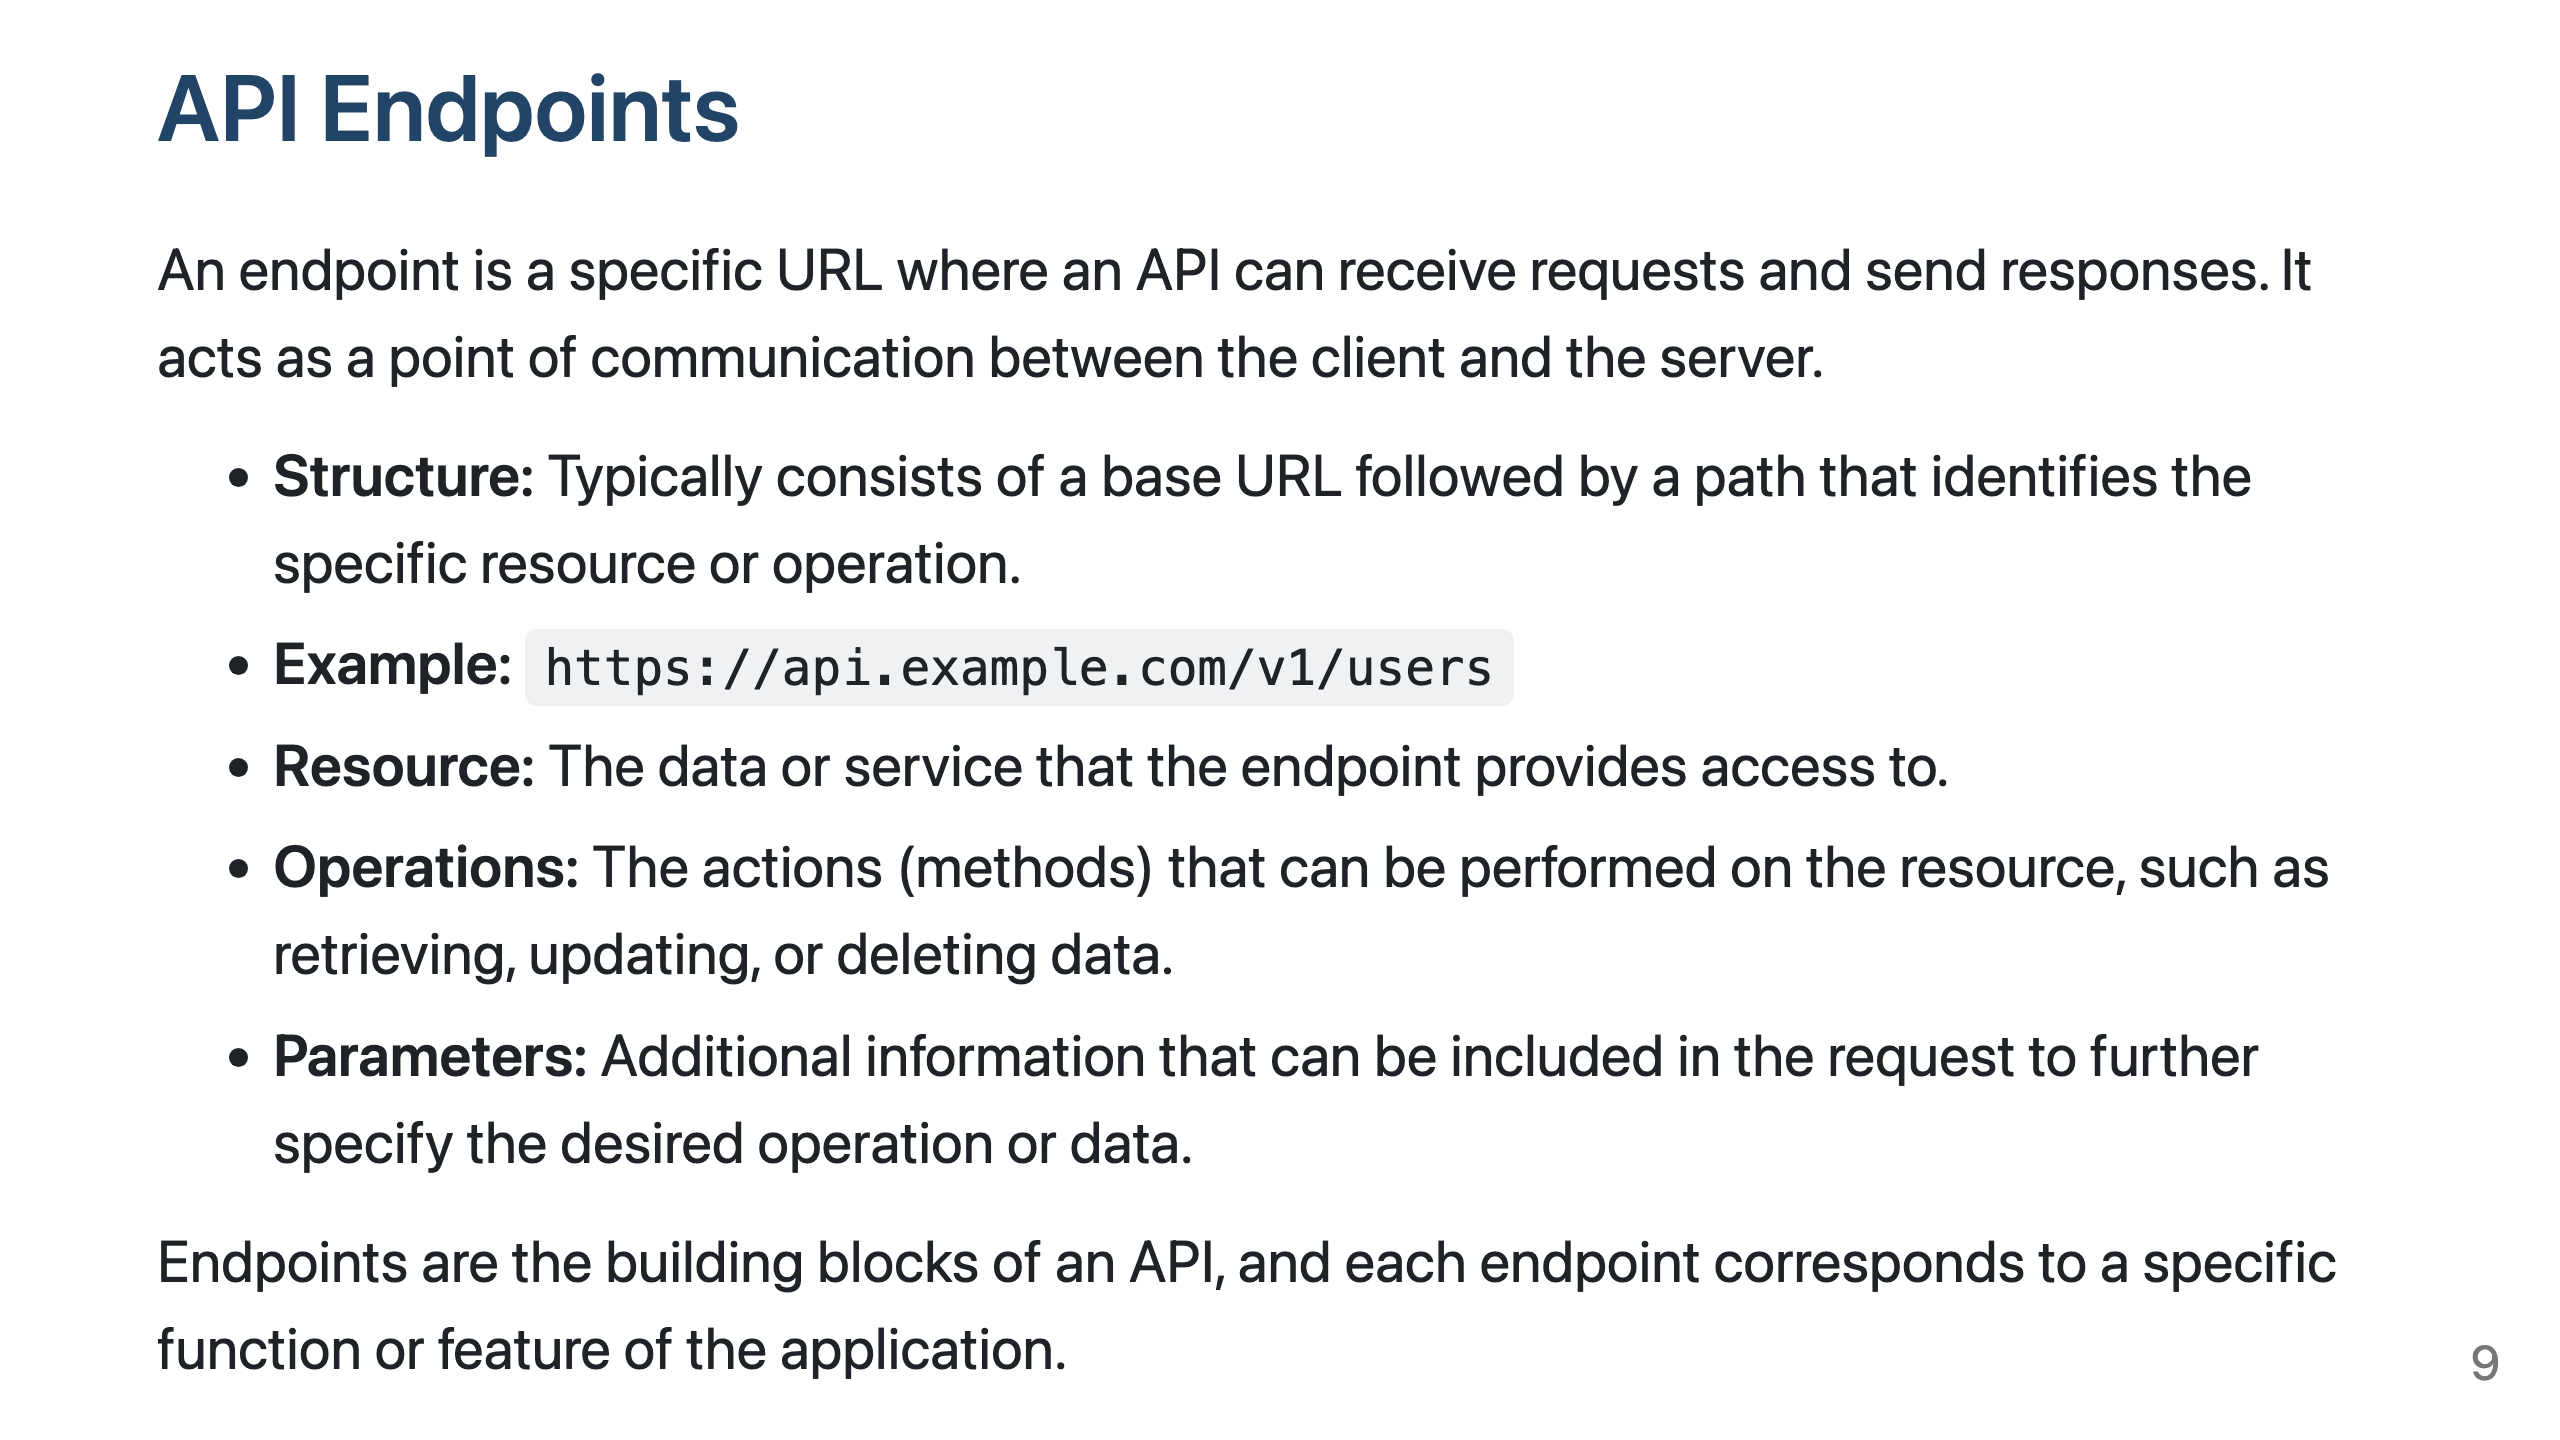 API Endpoints
An endpoint is a specific URL where an API can receive requests and send responses. It
acts as a point of communication between the client and the server.
• Structure: Typically consists of a base URL followed by a path that identifies the
specific resource or operation.
• Example: https://api.example.com/v1/users
• Resource: The data or service that the endpoint provides access to.
• Operations: The actions (methods) that can be performed on the resource, such as
retrieving, updating, or deleting data.
• Parameters: Additional information that can be included in the request to further
specify the desired operation or data.
Endpoints are the building blocks of an API, and each endpoint corresponds to a specific
function or feature of the application.
9